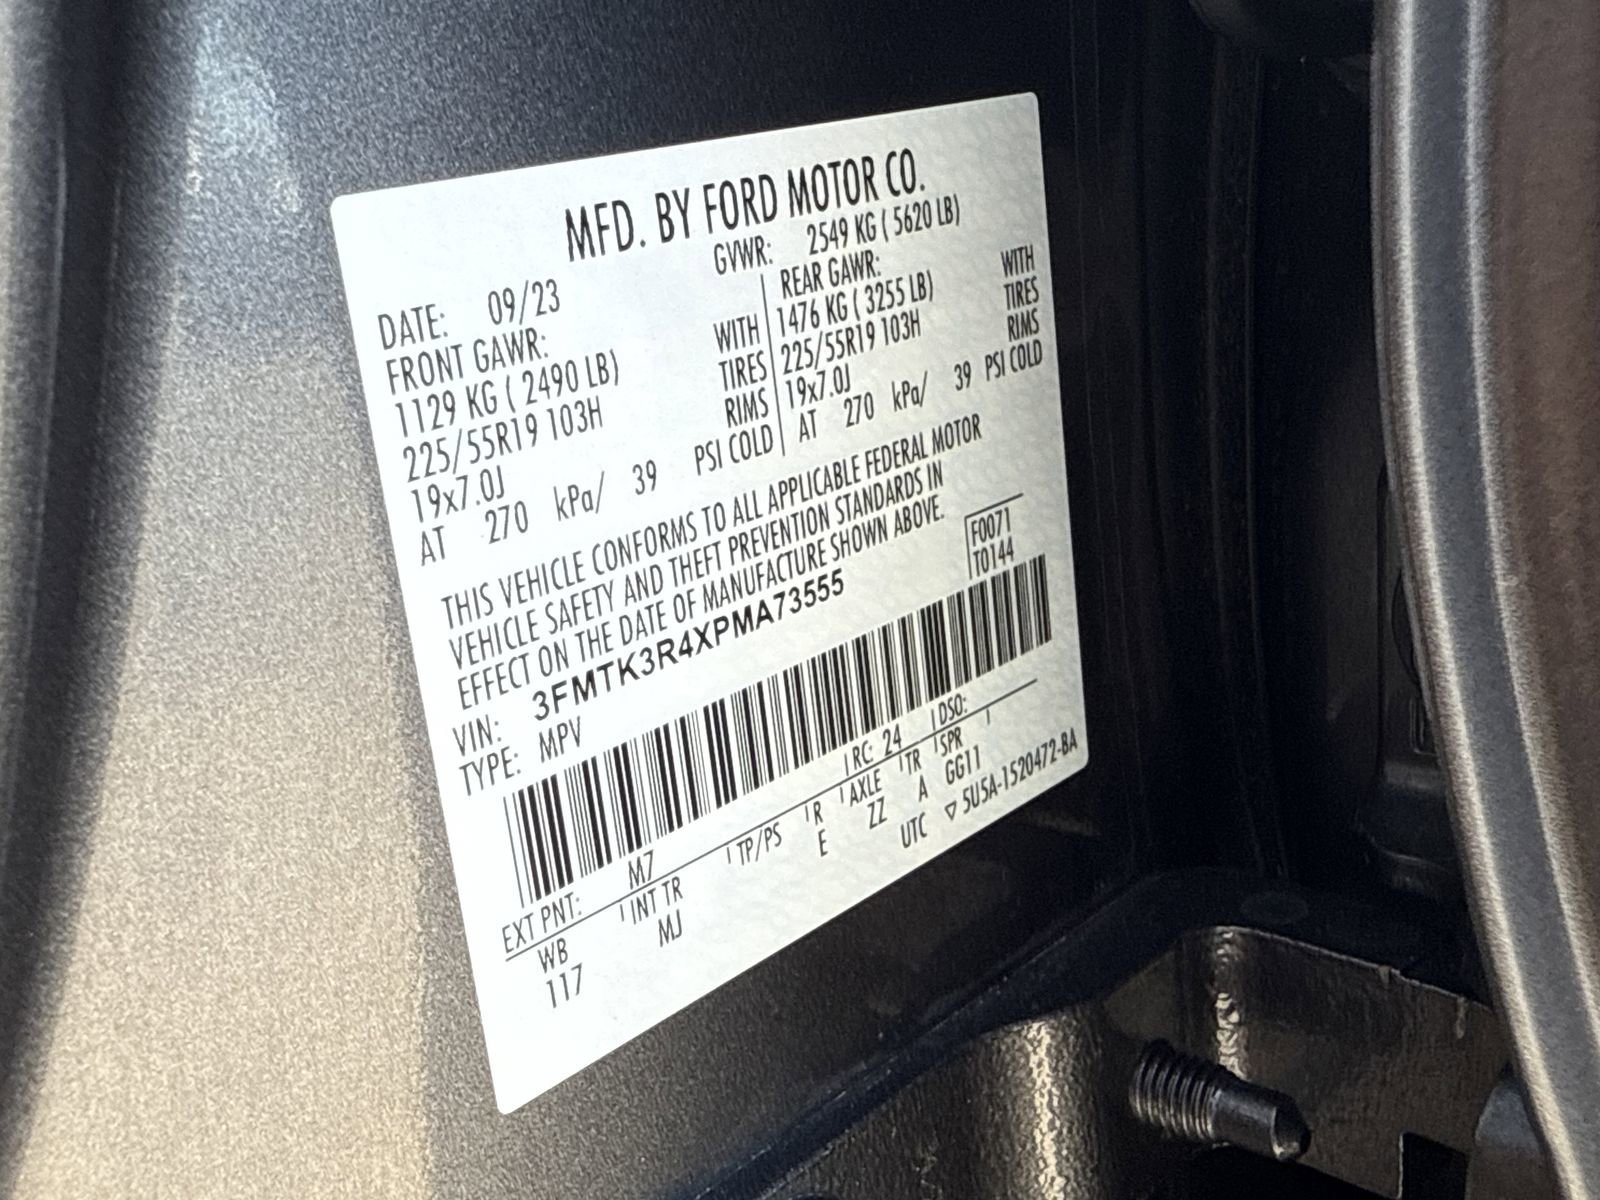 MFD. BY FORD MOTOR CO.
DATE: 09/23 GVWR: 2549 KG ( 5620 LB)
FRONT GAWR: REAR GAWR:
1129 KG ( 2490 LB) WITH 1476 KG ( 3255 LB) WITH
225/55R19 103H TIRES 225/55R19 103H TIRES
19x7.0J RIMS 19x7.0J RIMS
AT 270 kPa/ 39 PSI COLD AT 270 kPa/ 39 PSI COLD
THIS VEHICLE CONFORMS TO ALL APPLICABLE FEDERAL MOTOR
VEHICLE SAFETY AND THEFT PREVENTION STANDARDS IN
EFFECT ON THE DATE OF MANUFACTURE SHOWN ABOVE.
F0071
T0144
VIN: 3FMTK3R4XPMA73555
TYPE: MPV
EXT PNT: M7 RC: 24 DSO:
WB INT TR TP/PS R AXLE TR SPR
117 MJ E ZZ A GG11
UTC ▽ 5U5A-1520472-BA